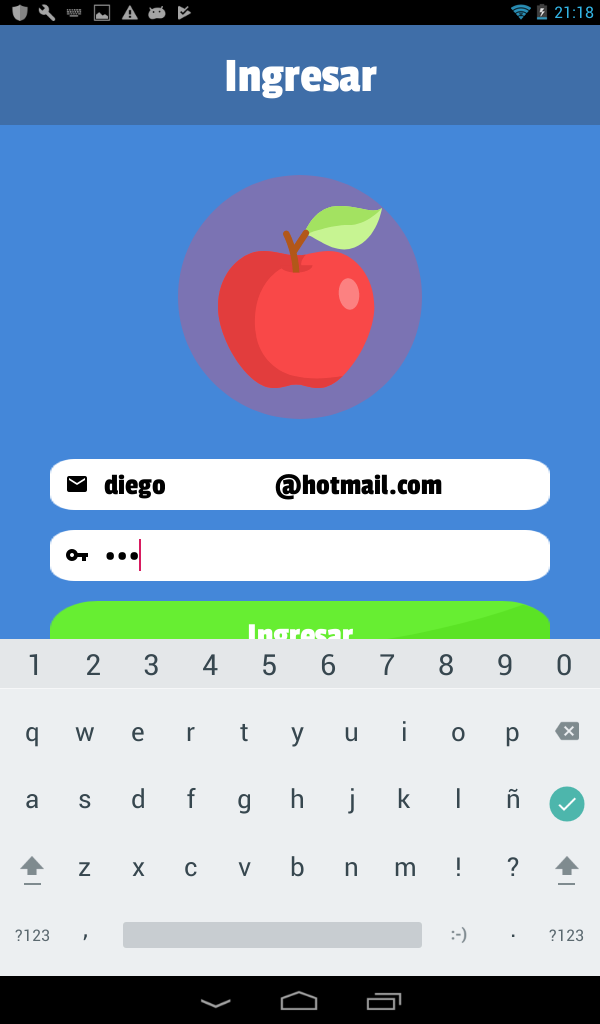 21:18
Ingresar
diego @hotmail.com
•••
Ingresar
1 2 3 4 5 6 7 8 9 0
q w e r t y u i o p
a s d f g h j k l ñ
z x c v b n m ! ?
?123 , :-) . ?123